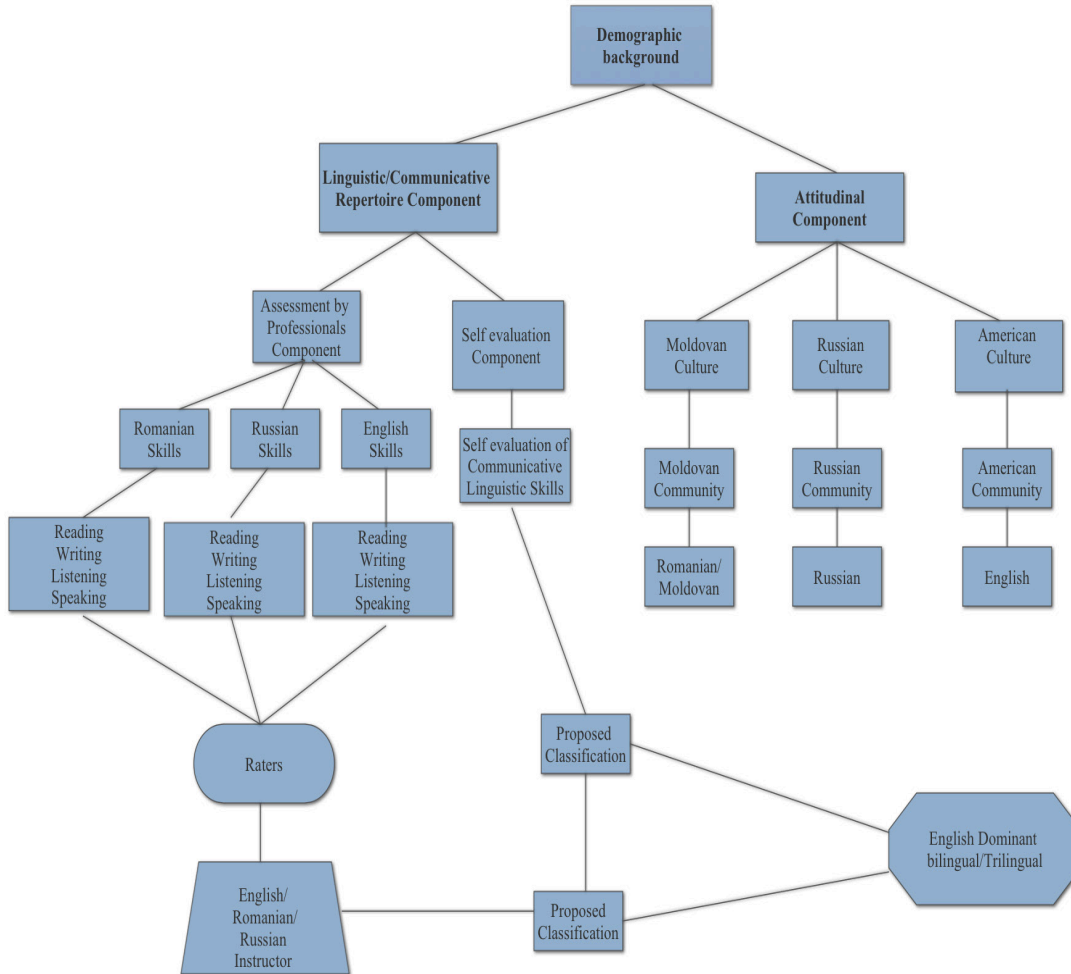 Demographic
background
Linguistic/Communicative
Repertoire Component
Attitudinal
Component
Assessment by
Professionals
Component
Self evaluation
Component
Moldovan
Culture
Russian
Culture
American
Culture
Romanian
Skills
Russian
Skills
English
Skills
Self evaluation of
Communicative
Linguistic Skills
Moldovan
Community
Russian
Community
American
Community
Reading
Writing
Listening
Speaking
Reading
Writing
Listening
Speaking
Reading
Writing
Listening
Speaking
Romanian/
Moldovan
Russian
English
Raters
Proposed
Classification
English Dominant
bilingual/Trilingual
English/
Romanian/
Russian
Instructor
Proposed
Classification